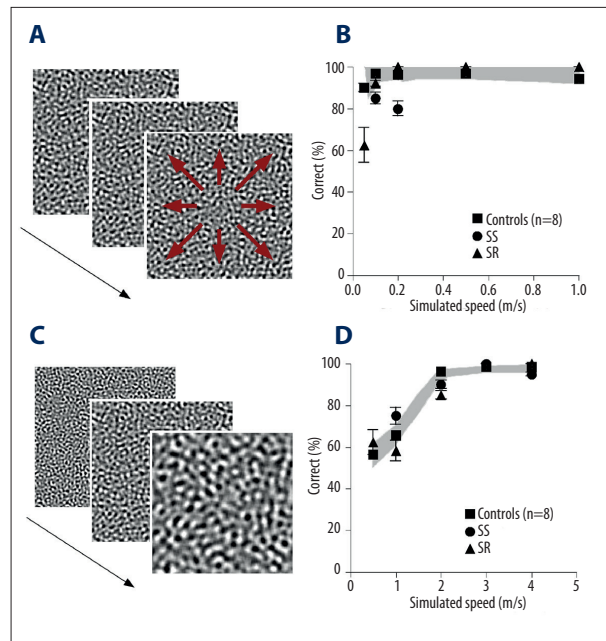 A
B
Correct (%)
100
80
60
40
20
0
Controls (n=8)
SS
SR
0.0 0.2 0.4 0.6 0.8 1.0
Simulated speed (m/s)
C
D
Correct (%)
100
80
60
40
20
0
Controls (n=8)
SS
SR
0 1 2 3 4 5
Simulated speed (m/s)